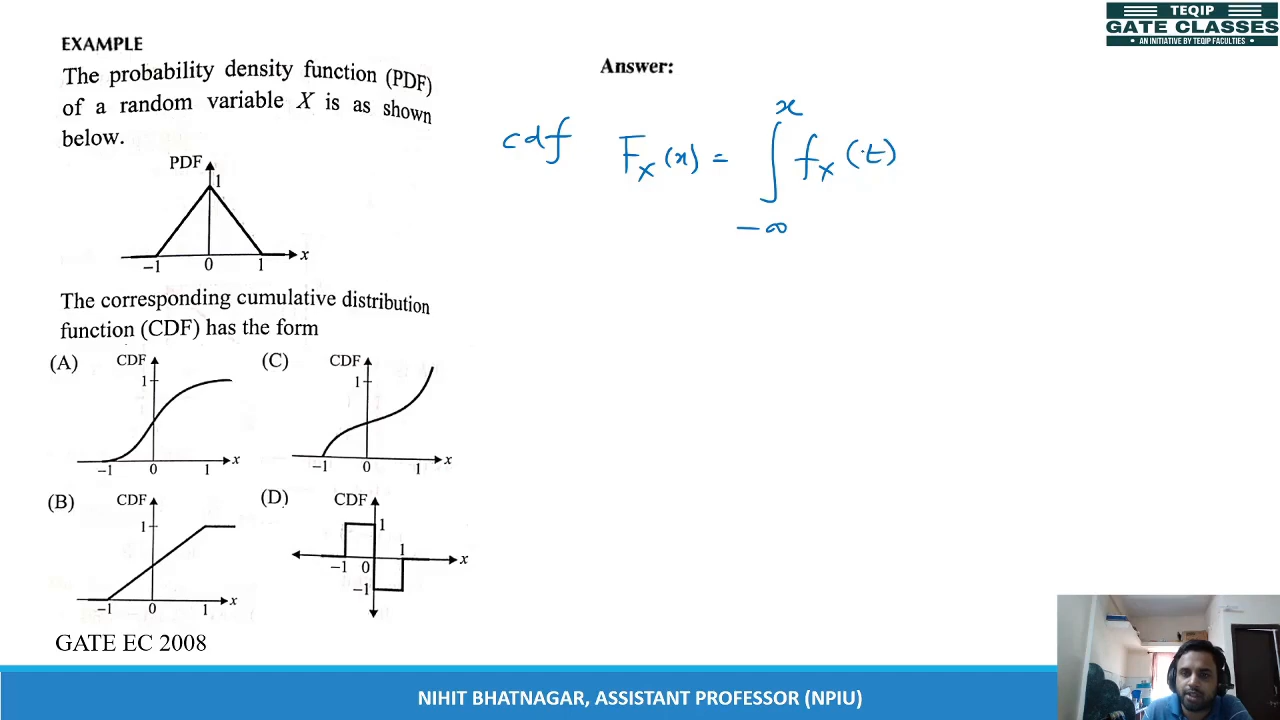 TEQIP
GATE CLASSES
• AN INITIATIVE BY TEQIP FACULTIES •
EXAMPLE
The probability density function (PDF)
of a random variable X is as shown
below.
PDF
1
-1 0 1 x
The corresponding cumulative distribution
function (CDF) has the form
(A) CDF
1
-1 0 1 x
(C) CDF
1
-1 0 1 x
(B) CDF
1
-1 0 1 x
(D) CDF
1
1
-1 0 x
-1
GATE EC 2008
Answer:
cdf F_X(x) = ∫_{-∞}^{x} f_X(t)
NIHIT BHATNAGAR, ASSISTANT PROFESSOR (NPIU)